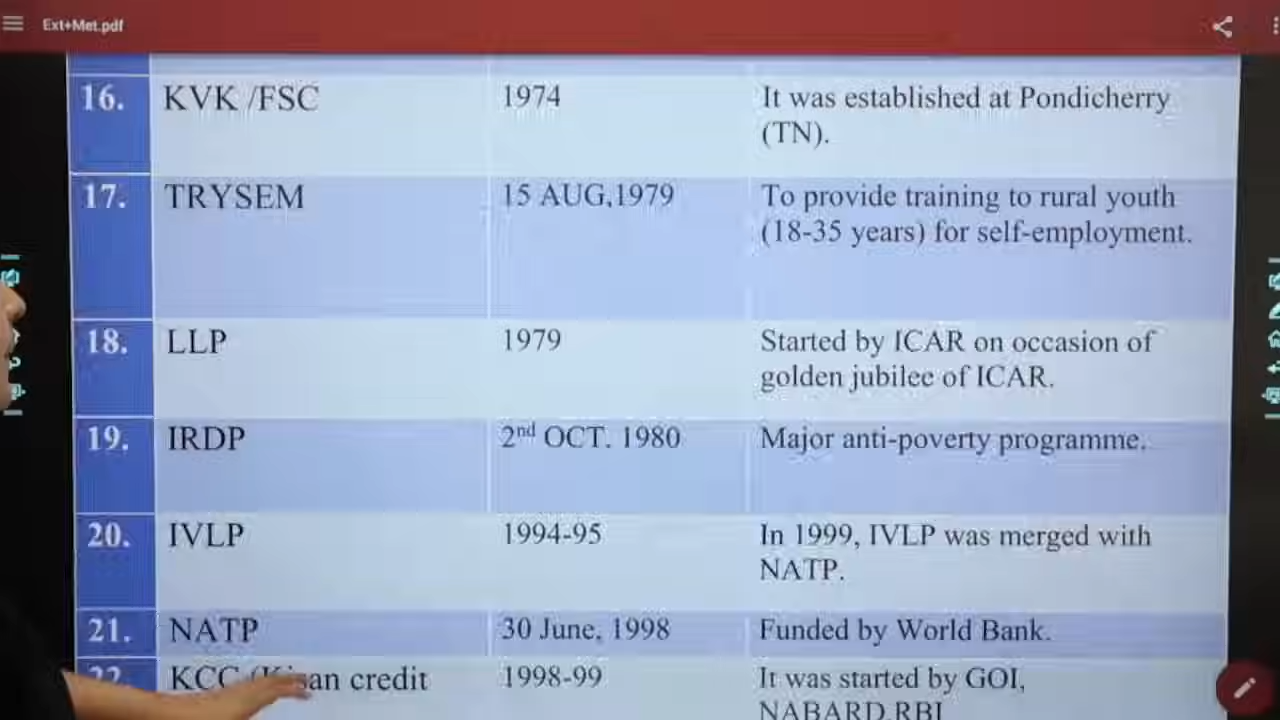 Ext+Met.pdf
16. KVK /FSC 1974 It was established at Pondicherry
(TN).
17. TRYSEM 15 AUG,1979 To provide training to rural youth
(18-35 years) for self-employment.
18. LLP 1979 Started by ICAR on occasion of
golden jubilee of ICAR.
19. IRDP 2nd OCT. 1980 Major anti-poverty programme.
20. IVLP 1994-95 In 1999, IVLP was merged with
NATP.
21. NATP 30 June, 1998 Funded by World Bank.
22. KCC credit 1998-99 It was started by GOI,
NABARD,RBI